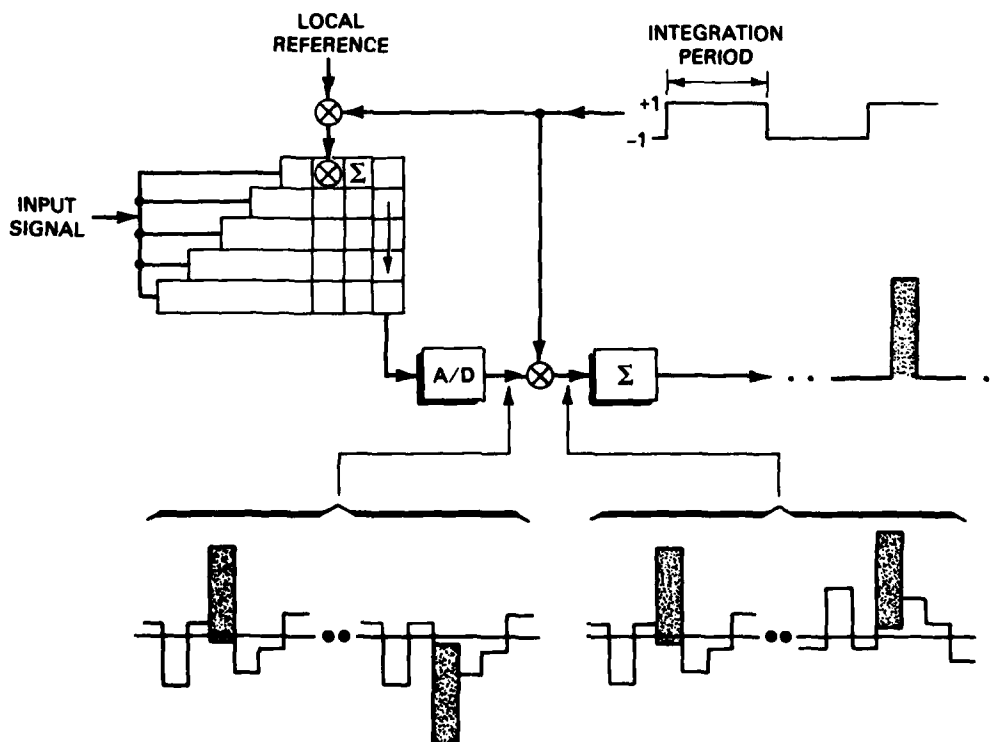 LOCAL
REFERENCE
INTEGRATION
PERIOD
+1
-1
Σ
INPUT
SIGNAL
A/D
Σ